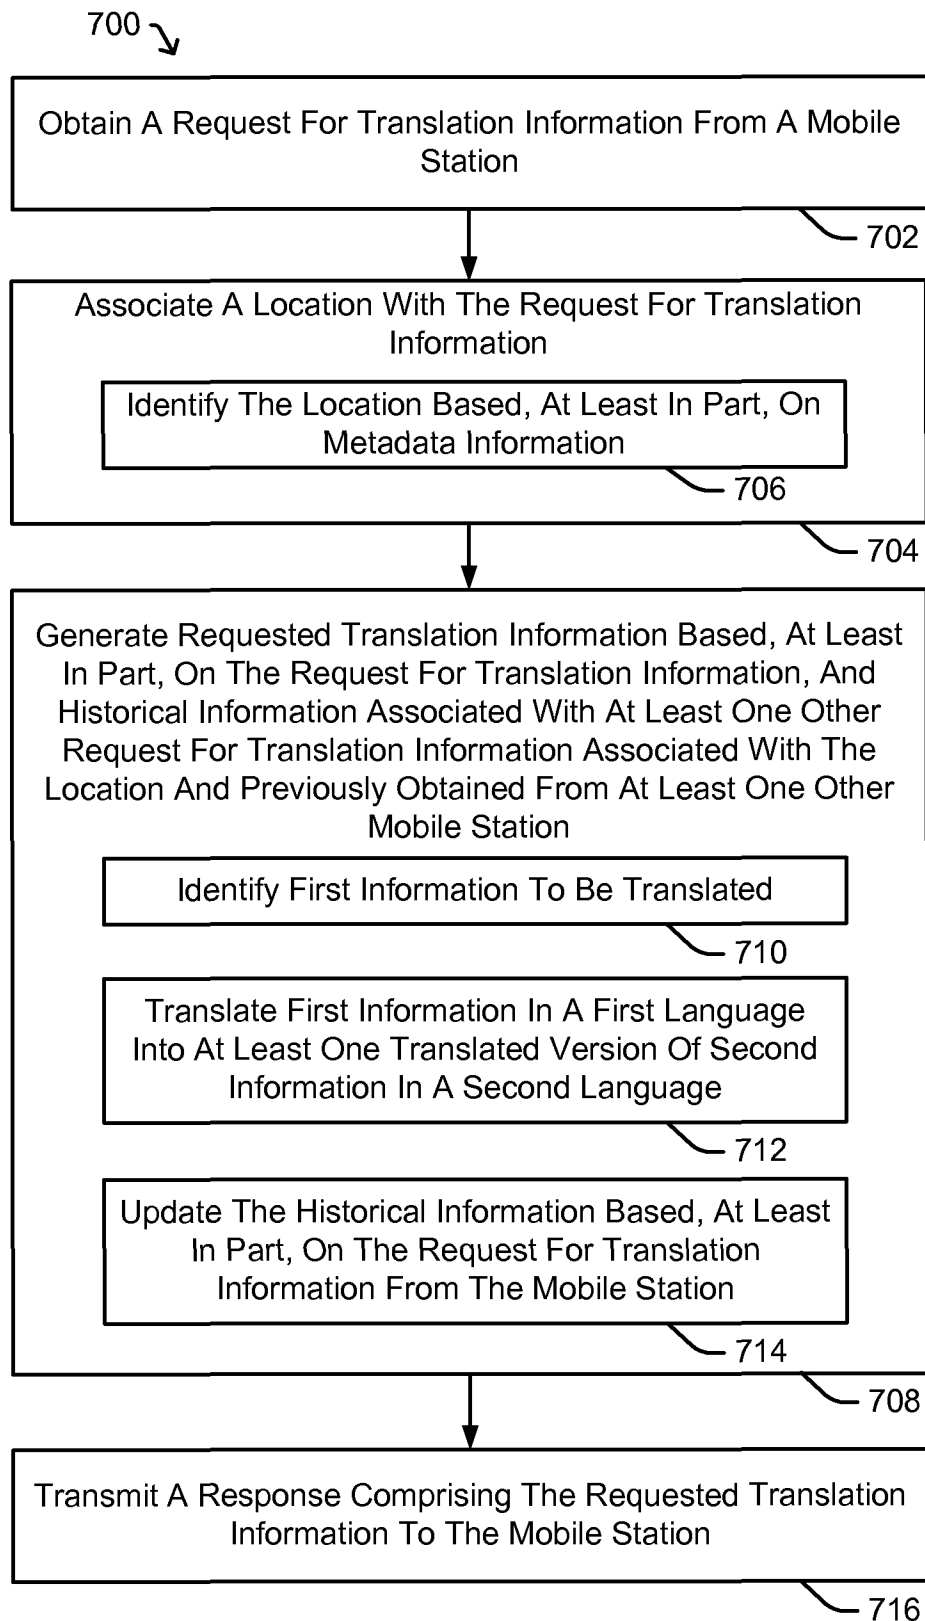 700
Obtain A Request For Translation Information From A Mobile
Station
702
Associate A Location With The Request For Translation
Information
Identify The Location Based, At Least In Part, On
Metadata Information
706
704
Generate Requested Translation Information Based, At Least
In Part, On The Request For Translation Information, And
Historical Information Associated With At Least One Other
Request For Translation Information Associated With The
Location And Previously Obtained From At Least One Other
Mobile Station
Identify First Information To Be Translated
710
Translate First Information In A First Language
Into At Least One Translated Version Of Second
Information In A Second Language
712
Update The Historical Information Based, At Least
In Part, On The Request For Translation
Information From The Mobile Station
714
708
Transmit A Response Comprising The Requested Translation
Information To The Mobile Station
716